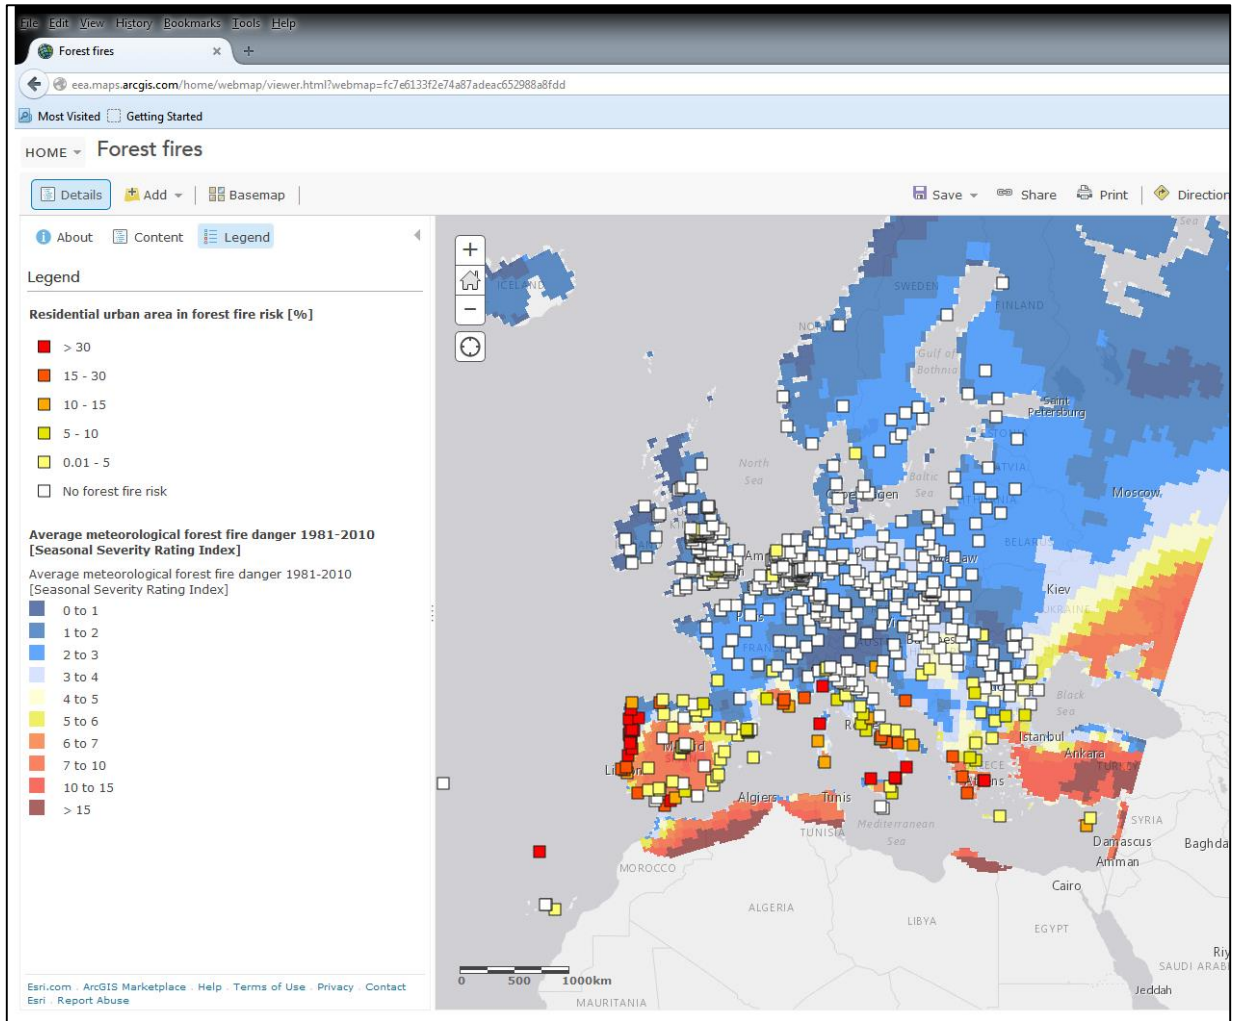 File Edit View History Bookmarks Tools Help
Forest fires × +
eea.maps.arcgis.com/home/webmap/viewer.html?webmap=fc7e6133f2e74a87adeac652988a8fdd
Most Visited Getting Started
HOME Forest fires
Details Add Basemap Save Share Print Direction
About Content Legend
Legend
Residential urban area in forest fire risk [%]
> 30
15 - 30
10 - 15
5 - 10
0.01 - 5
No forest fire risk
Average meteorological forest fire danger 1981-2010
[Seasonal Severity Rating Index]
Average meteorological forest fire danger 1981-2010
[Seasonal Severity Rating Index]
0 to 1
1 to 2
2 to 3
3 to 4
4 to 5
5 to 6
6 to 7
7 to 10
10 to 15
> 15
Esri.com . ArcGIS Marketplace . Help . Terms of Use . Privacy . Contact
Esri . Report Abuse
+
−
Sea
ICELAND
SWEDEN
FINLAND
Gulf of
Bothnia
Saint
Petersburg
North
Sea
Baltic
Sea
Moscow
Kiev
Black
Sea
Istanbul
Ankara
Algiers
Tunis
TUNISIA
Mediterranean
Sea
SYRIA
Damascus
Baghda
Amman
MOROCCO
Cairo
ALGERIA
LIBYA
EGYPT
Riy
SAUDI ARABI
Jeddah
MAURITANIA
0 500 1000km